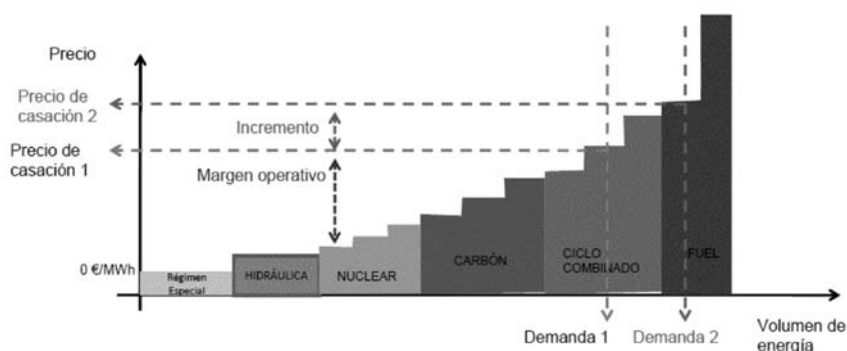 Precio
Precio de
casación 2
Incremento
Precio de
casación 1
Margen operativo
0 €/MWh
Régimen
Especial
HIDRÁULICA
NUCLEAR
CARBÓN
CICLO
COMBINADO
FUEL
Demanda 1
Demanda 2
Volumen de
energía